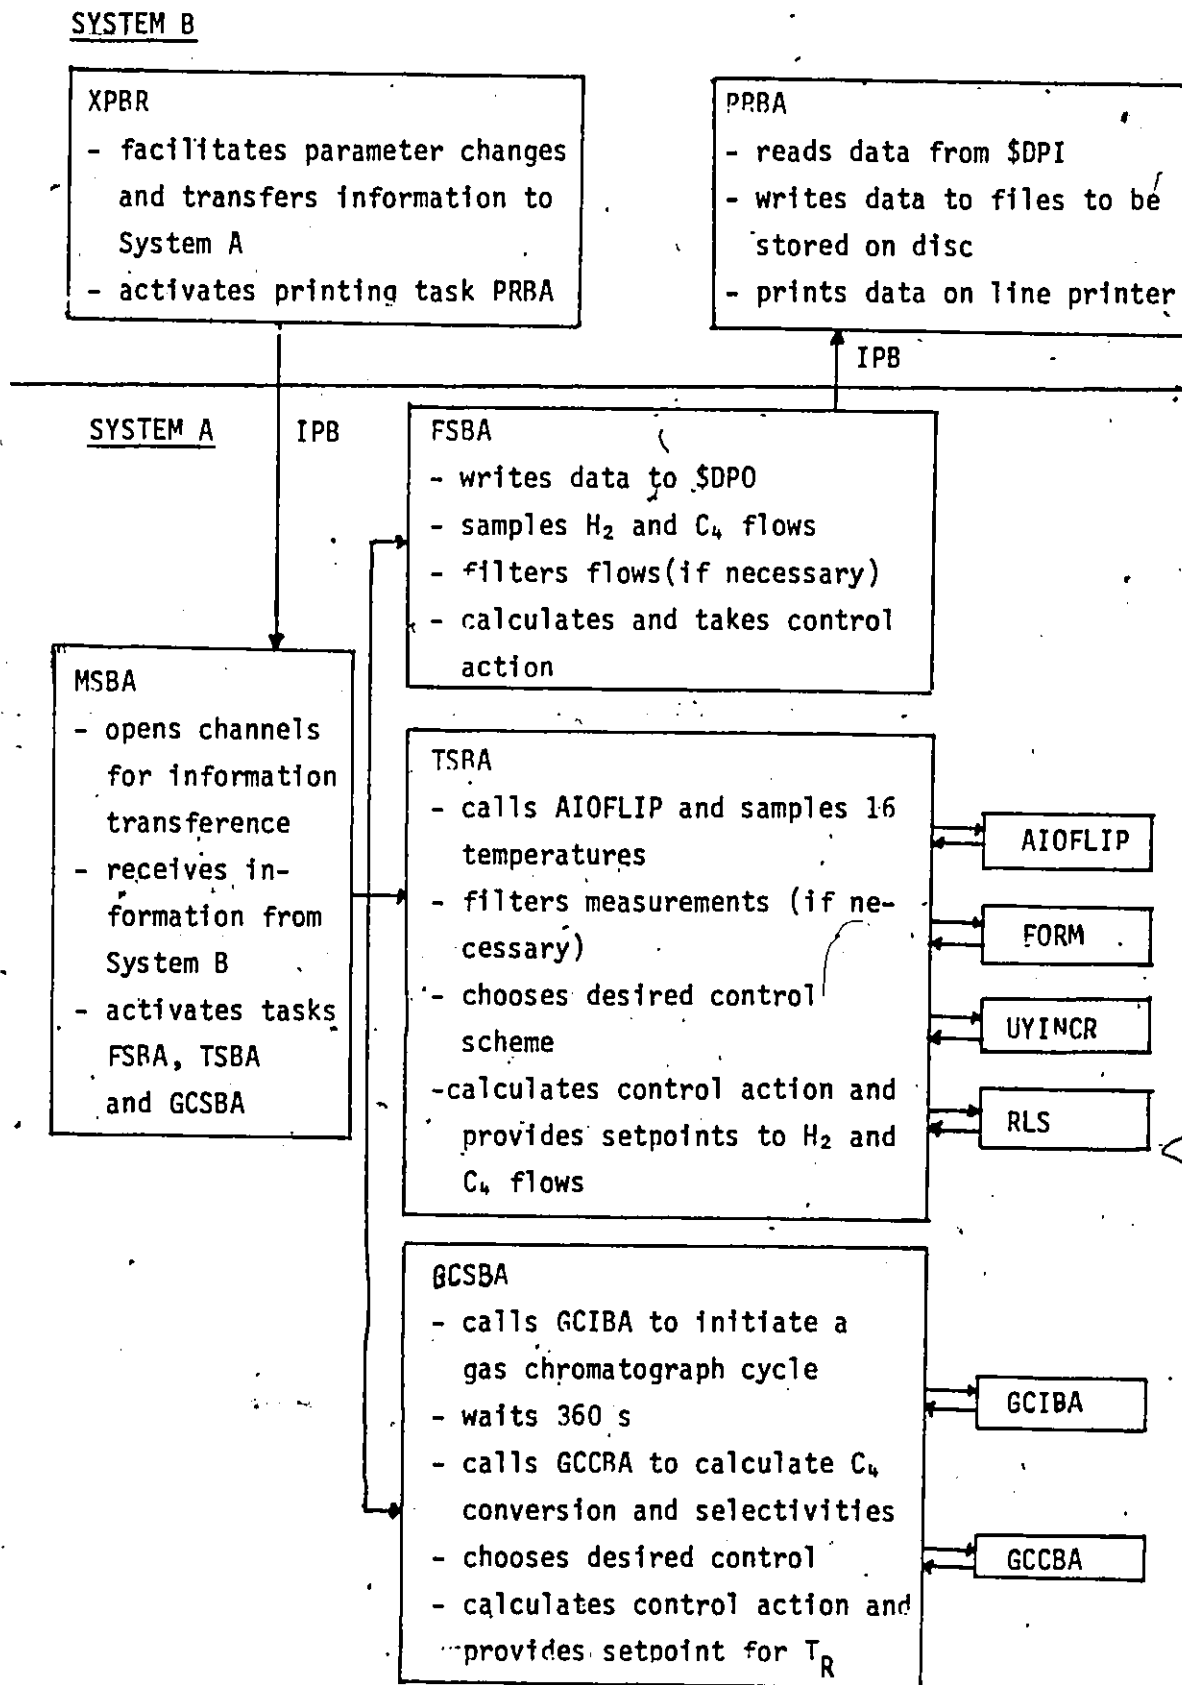 SYSTEM B
XPBR
- facilitates parameter changes
and transfers information to
System A
- activates printing task PRBA
PRBA
- reads data from $DPI
- writes data to files to be
stored on disc
- prints data on line printer
IPB
SYSTEM A
IPB
FSBA
- writes data to $DPO
- samples H₂ and C₄ flows
- filters flows(if necessary)
- calculates and takes control
action
MSBA
- opens channels
for information
transference
- receives in-
formation from
System B
- activates tasks
FSBA, TSBA
and GCSBA
TSBA
- calls AIOFLIP and samples 16
temperatures
- filters measurements (if ne-
cessary)
- chooses desired control
scheme
-calculates control action and
provides setpoints to H₂ and
C₄ flows
AIOFLIP
FORM
UYINCR
RLS
GCSBA
- calls GCIBA to initiate a
gas chromatograph cycle
- waits 360 s
- calls GCCBA to calculate C₄
conversion and selectivities
- chooses desired control
- calculates control action and
provides setpoint for T_R
GCIBA
GCCBA